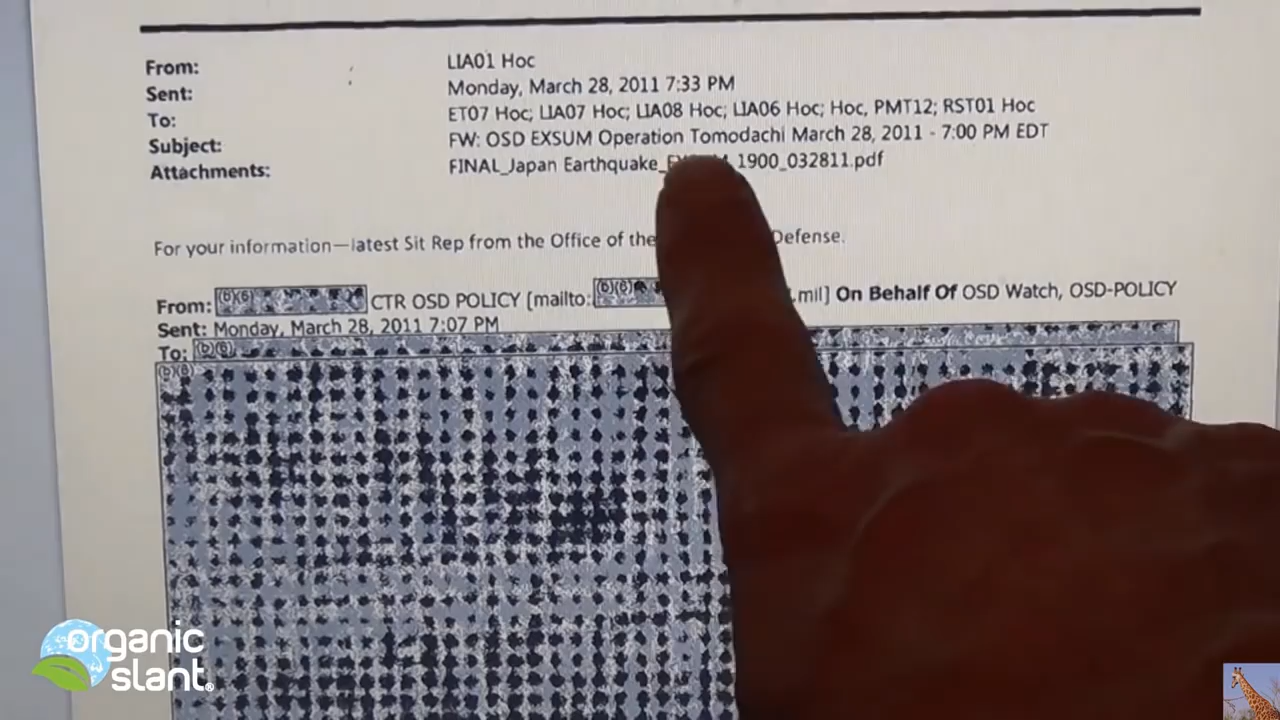 From: LIA01 Hoc
Sent: Monday, March 28, 2011 7:33 PM
To: ET07 Hoc; LIA07 Hoc; LIA08 Hoc; LIA06 Hoc; Hoc, PMT12; RST01 Hoc
Subject: FW: OSD EXSUM Operation Tomodachi March 28, 2011 - 7:00 PM EDT
Attachments: FINAL_Japan Earthquake_ 1900_032811.pdf
For your information—latest Sit Rep from the Office of the Defense.
From: (b)(6) CTR OSD POLICY [mailto: (b)(6) .mil] On Behalf Of OSD Watch, OSD-POLICY
Sent: Monday, March 28, 2011 7:07 PM
To: (b)(6)
(b)(6)
organic
slant®